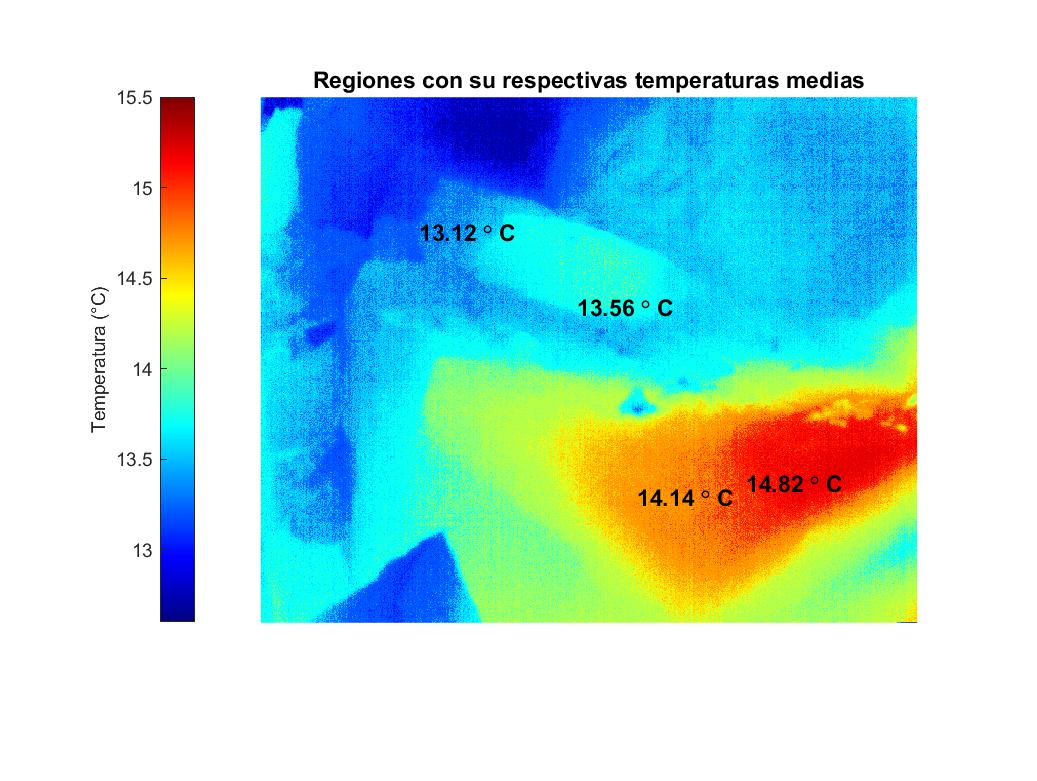 Regiones con su respectivas temperaturas medias
15.5
15
14.5
14
13.5
13
Temperatura (°C)
13.12 ° C
13.56 ° C
14.82 ° C
14.14 ° C